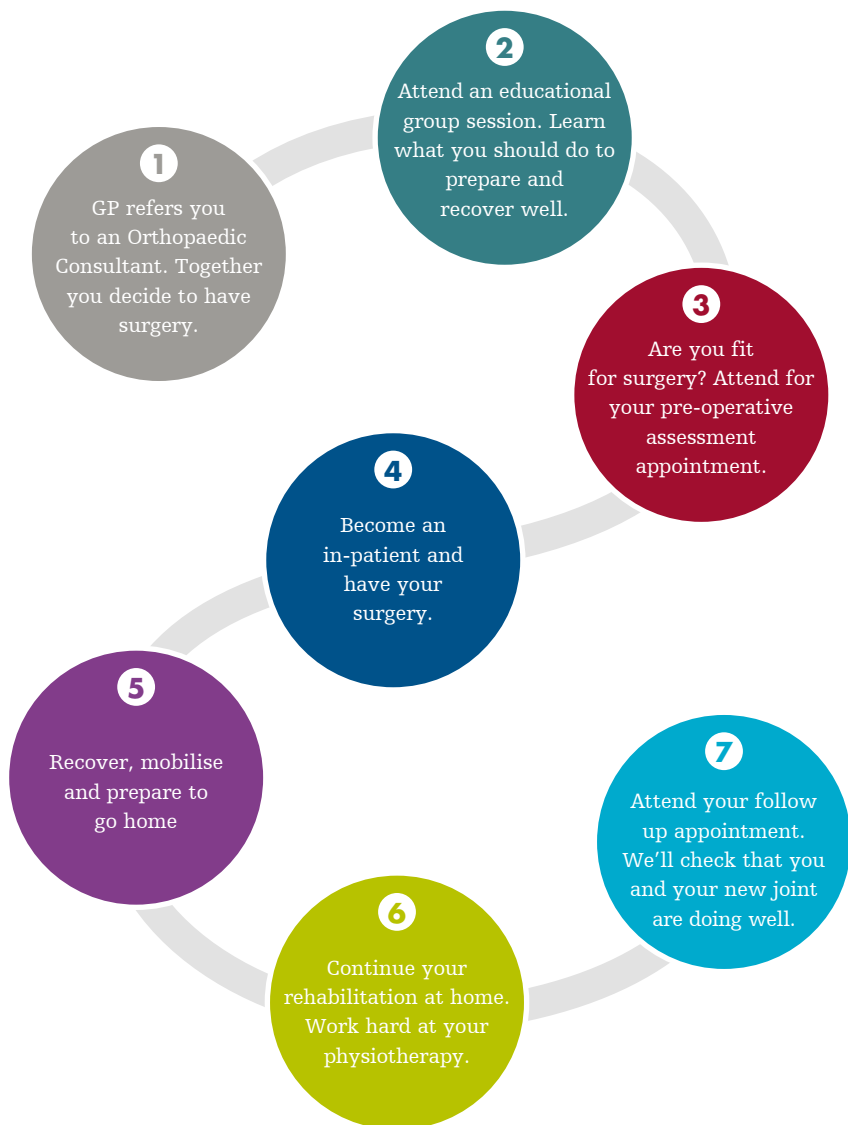 1
GP refers you
to an Orthopaedic
Consultant. Together
you decide to have
surgery.
2
Attend an educational
group session. Learn
what you should do to
prepare and
recover well.
3
Are you fit
for surgery? Attend for
your pre-operative
assessment
appointment.
4
Become an
in-patient and
have your
surgery.
5
Recover, mobilise
and prepare to
go home
6
Continue your
rehabilitation at home.
Work hard at your
physiotherapy.
7
Attend your follow
up appointment.
We’ll check that you
and your new joint
are doing well.